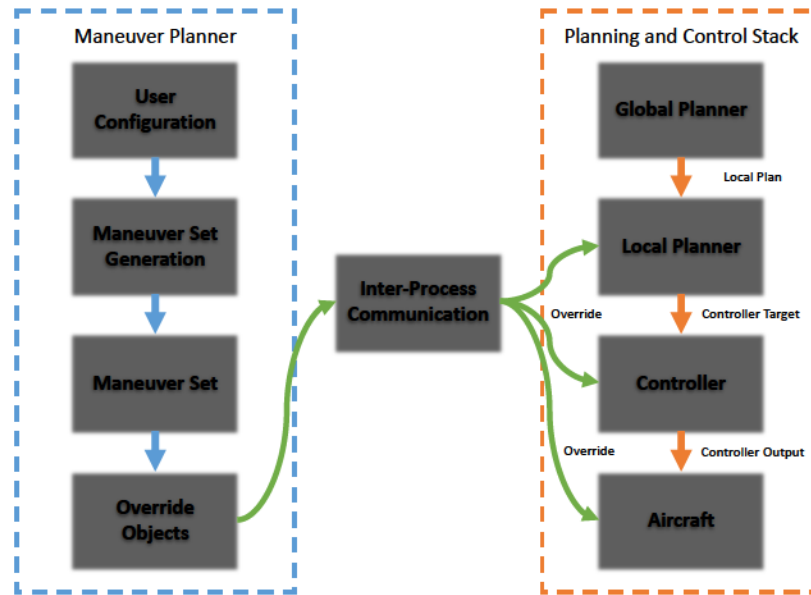 Maneuver Planner
User
Configuration
Maneuver Set
Generation
Maneuver Set
Override
Objects
Inter-Process
Communication
Planning and Control Stack
Global Planner
Local Plan
Local Planner
Override
Controller Target
Controller
Override
Controller Output
Aircraft